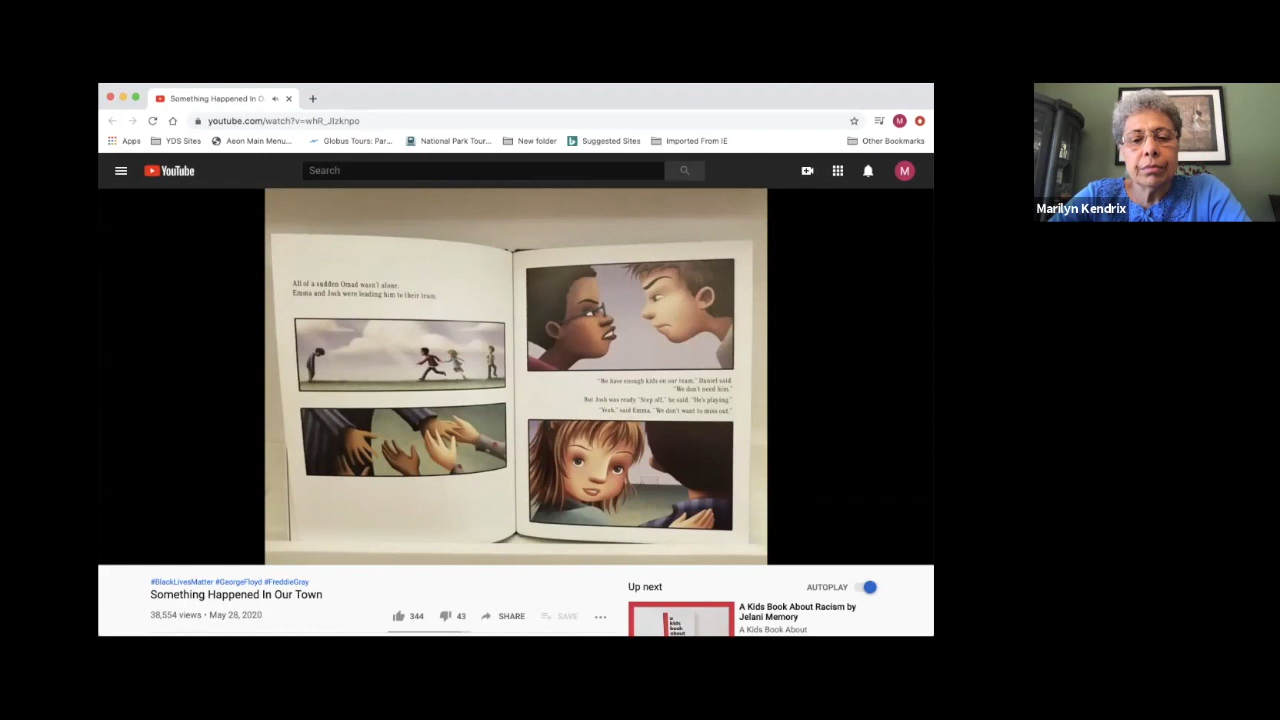 Something Happened In O
youtube.com/watch?v=whR_JIzknpo
M
Apps
YDS Sites
Aeon Main Menu...
Globus Tours: Par...
National Park Tour...
New folder
Suggested Sites
Imported From IE
Other Bookmarks
YouTube
Search
M
Marilyn Kendrix
All of a sudden Omad wasn't alone.
Emma and Josh were leading him to their team.
"We have enough kids on our team," Daniel said.
"We don't need him."
But Josh was ready. "Step off," he said. "He's playing."
"Yeah," said Emma. "We don't want to miss out."
#BlackLivesMatter #GeorgeFloyd #FreddieGray
Something Happened In Our Town
38,554 views • May 28, 2020
344
43
SHARE
SAVE
Up next
AUTOPLAY
a
kids
book
about
A Kids Book About Racism by
Jelani Memory
A Kids Book About